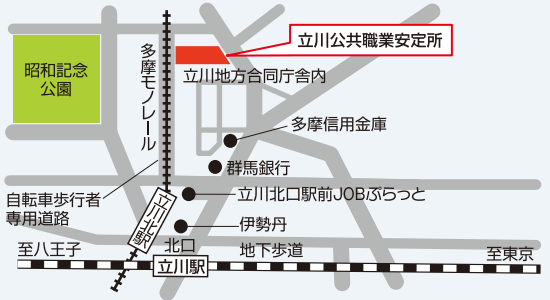 立川公共職業安定所
昭和記念
公園
多摩モノレール
立川地方合同庁舎内
多摩信用金庫
群馬銀行
立川北口駅前JOBぷらっと
自転車歩行者
専用道路
立川北駅
伊勢丹
北口
地下歩道
至八王子
立川駅
至東京